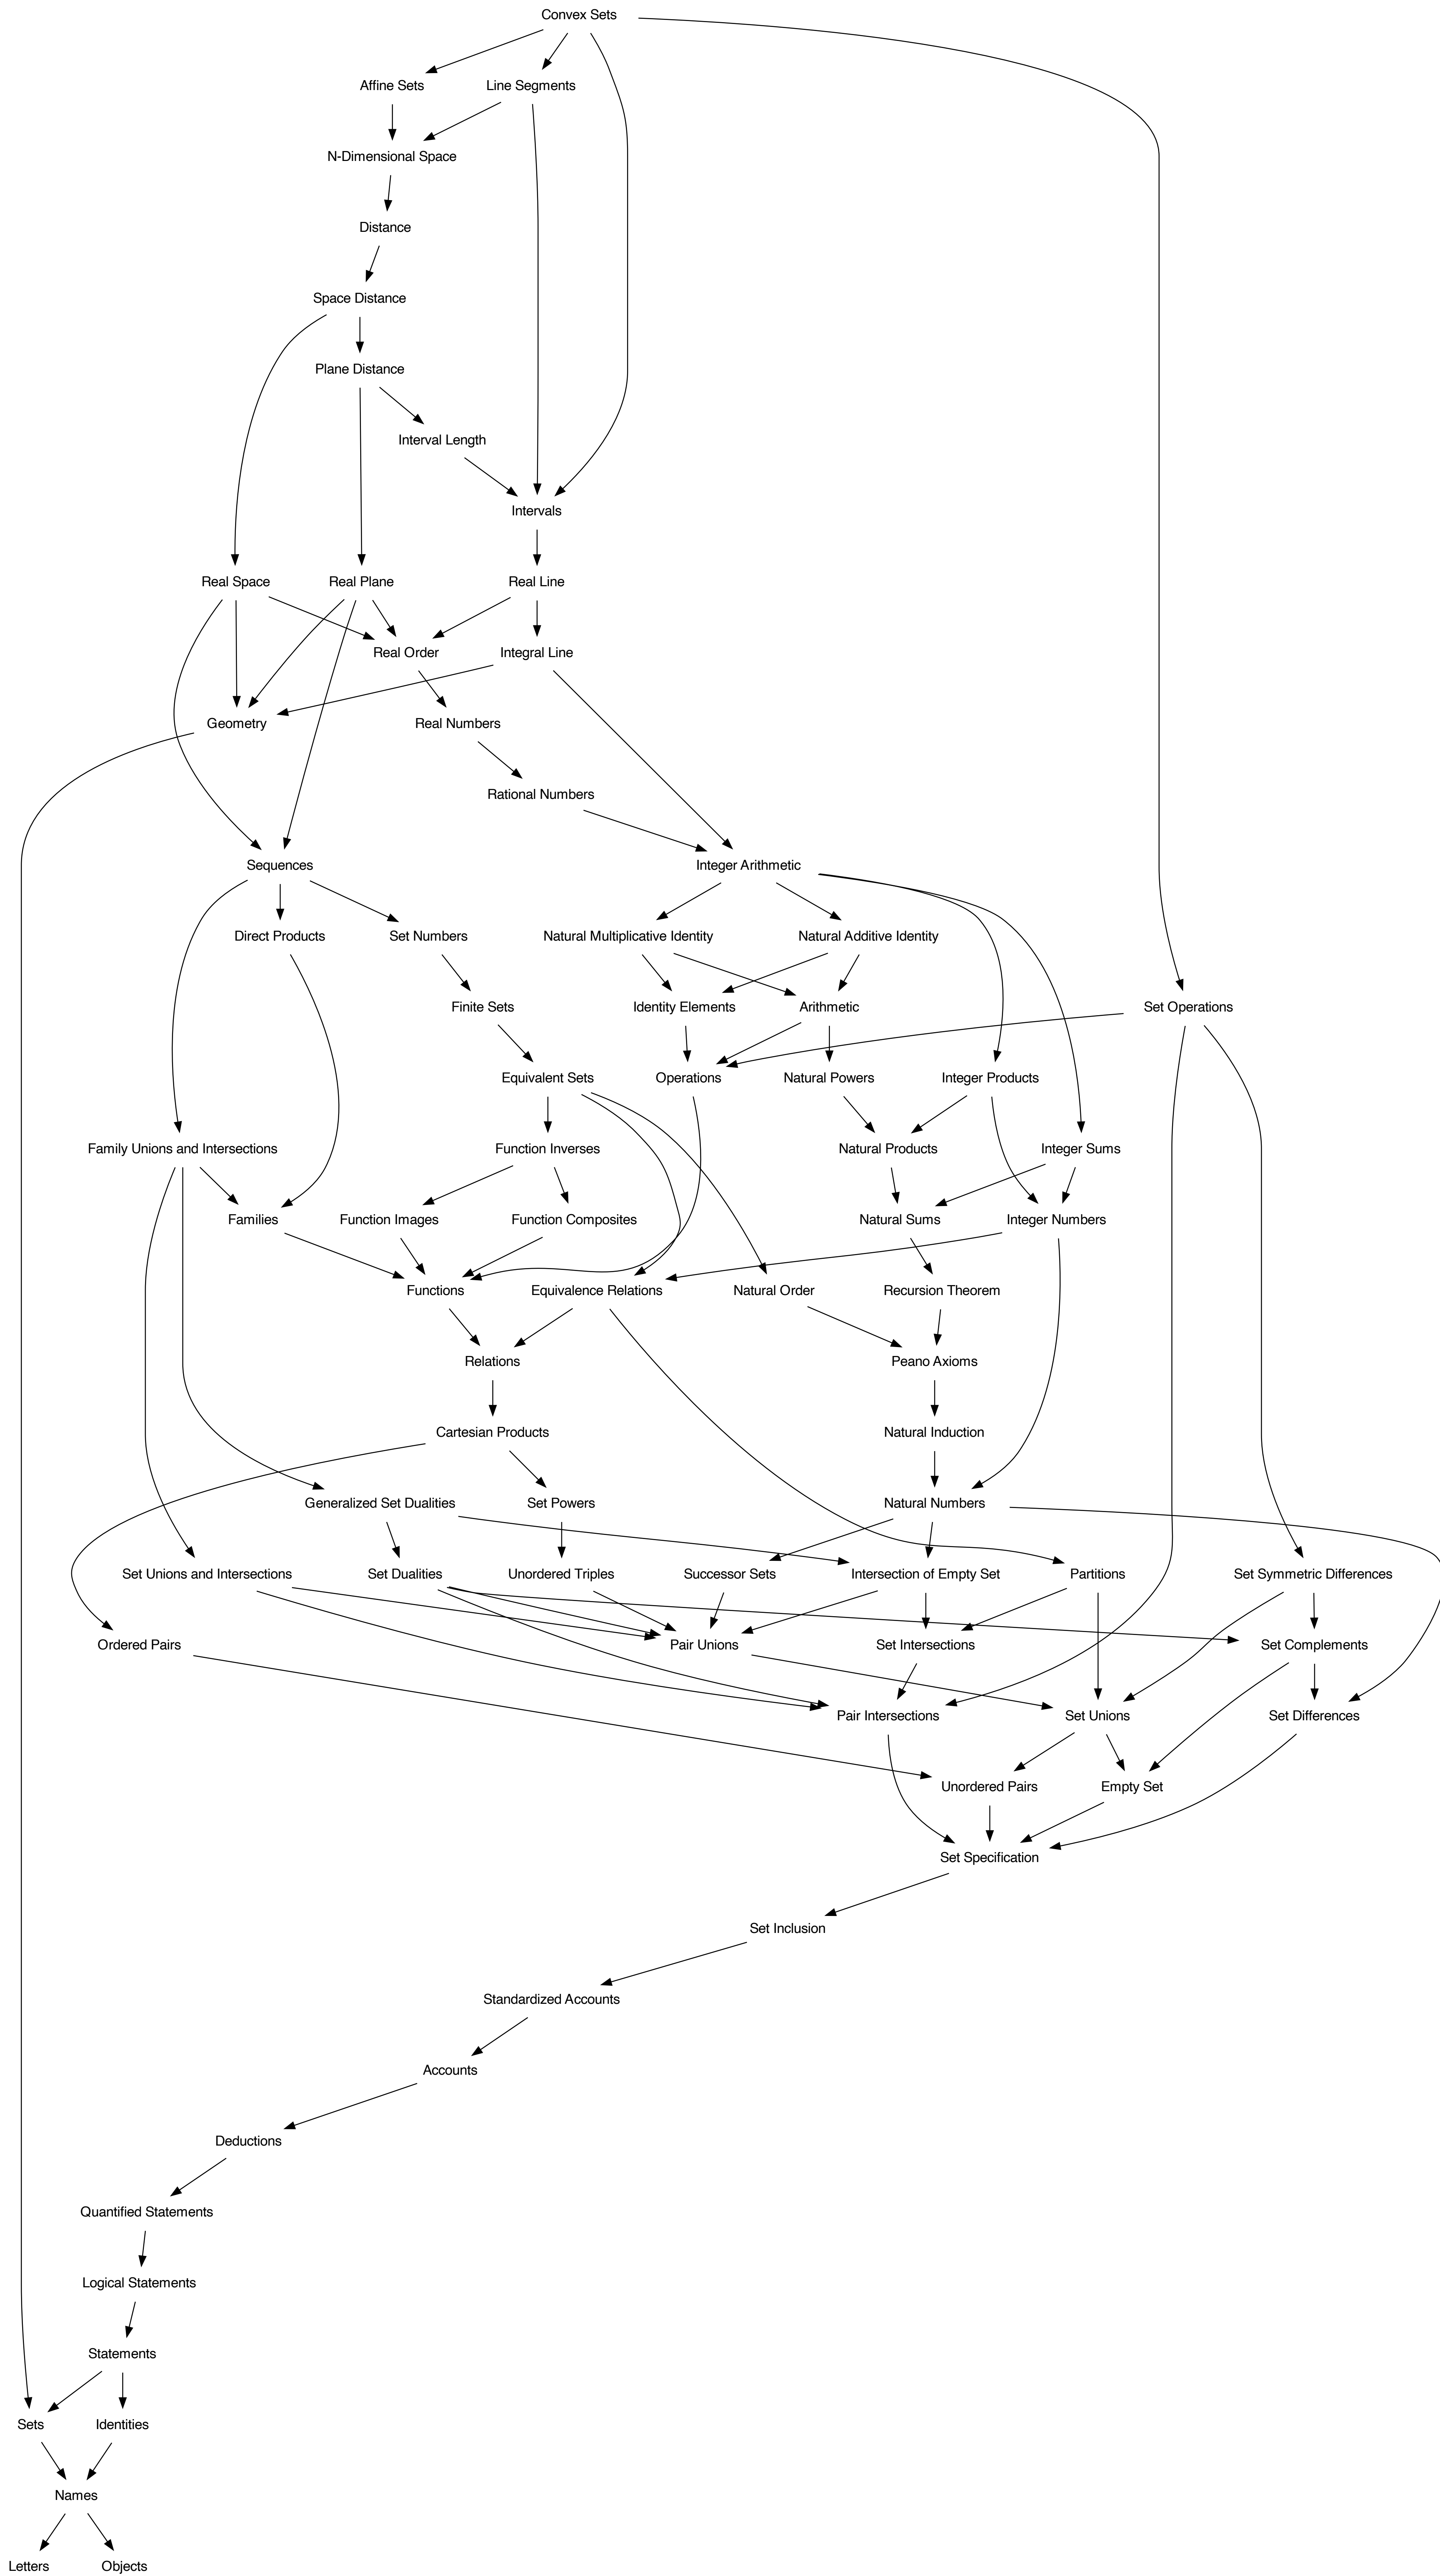 Convex Sets
Affine Sets
Line Segments
N-Dimensional Space
Distance
Space Distance
Plane Distance
Interval Length
Intervals
Real Space
Real Plane
Real Line
Real Order
Integral Line
Geometry
Real Numbers
Rational Numbers
Sequences
Integer Arithmetic
Direct Products
Set Numbers
Natural Multiplicative Identity
Natural Additive Identity
Finite Sets
Identity Elements
Arithmetic
Set Operations
Equivalent Sets
Operations
Natural Powers
Integer Products
Family Unions and Intersections
Function Inverses
Natural Products
Integer Sums
Families
Function Images
Function Composites
Natural Sums
Integer Numbers
Functions
Equivalence Relations
Natural Order
Recursion Theorem
Relations
Peano Axioms
Cartesian Products
Natural Induction
Generalized Set Dualities
Set Powers
Natural Numbers
Set Unions and Intersections
Set Dualities
Unordered Triples
Successor Sets
Intersection of Empty Set
Partitions
Set Symmetric Differences
Ordered Pairs
Pair Unions
Set Intersections
Set Complements
Pair Intersections
Set Unions
Set Differences
Unordered Pairs
Empty Set
Set Specification
Set Inclusion
Standardized Accounts
Accounts
Deductions
Quantified Statements
Logical Statements
Statements
Sets
Identities
Names
Letters
Objects